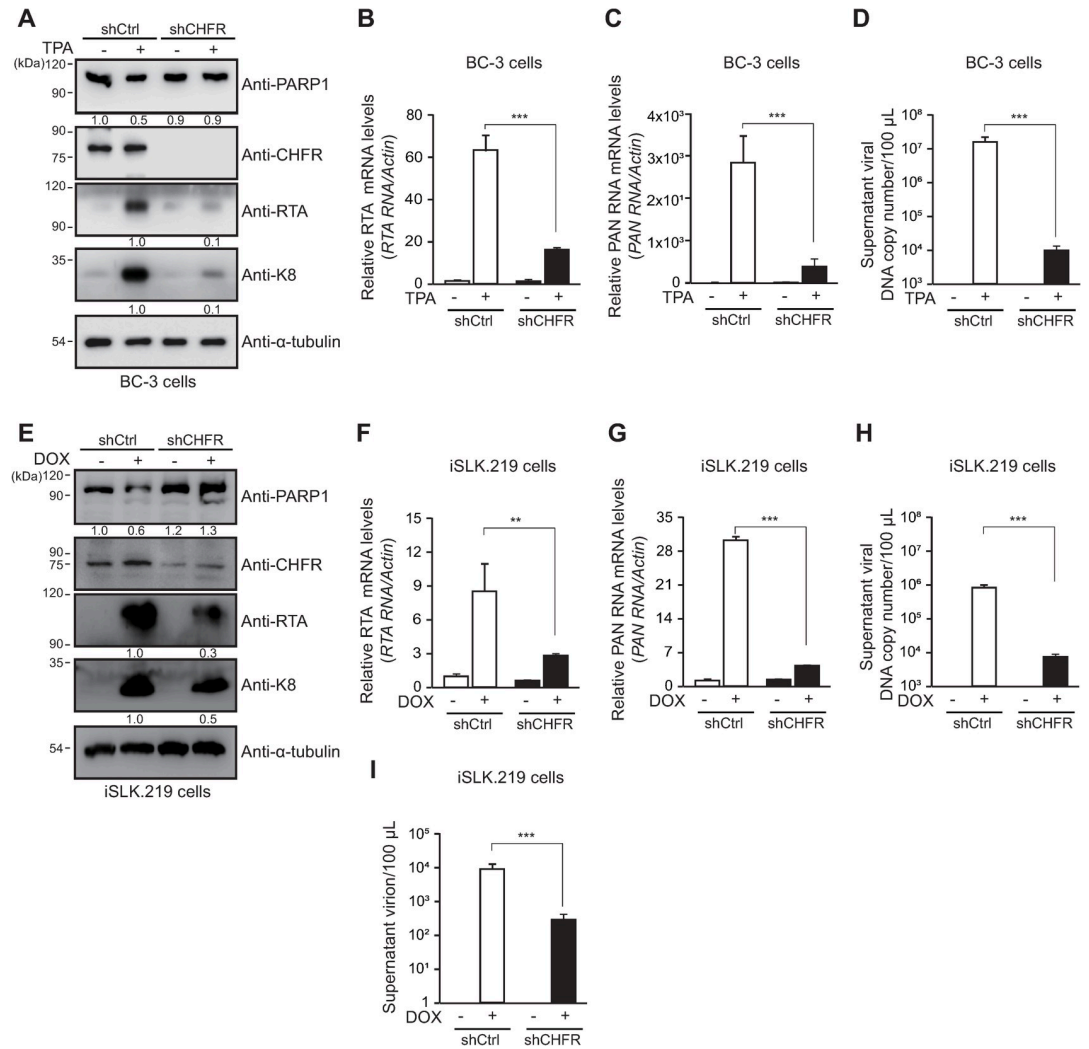 A
shCtrl shCHFR
TPA - + - +
(kDa)
120
90
Anti-PARP1
1.0 0.5 0.9 0.9
90
75
Anti-CHFR
120
90
Anti-RTA
1.0 0.1
35
Anti-K8
1.0 0.1
54
Anti-α-tubulin
BC-3 cells
B
BC-3 cells
Relative RTA mRNA lelvels
(RTA RNA/Actin)
80
60
40
20
0
***
TPA - + - +
shCtrl shCHFR
C
BC-3 cells
Relative PAN RNA mRNA lelvels
(PAN RNA/Actin)
4x10³
3x10³
2x10¹
1x10³
0
***
TPA - + - +
shCtrl shCHFR
D
BC-3 cells
Supernatant viral
DNA copy number/100 µL
10⁸
10⁷
10⁶
10⁵
10⁴
10³
***
TPA - + - +
shCtrl shCHFR
E
shCtrl shCHFR
DOX - + - +
(kDa)
120
90
Anti-PARP1
1.0 0.6 1.2 1.3
90
75
Anti-CHFR
120
90
Anti-RTA
1.0 0.3
35
Anti-K8
1.0 0.5
54
Anti-α-tubulin
iSLK.219 cells
F
iSLK.219 cells
Relative RTA mRNA lelvels
(RTA RNA/Actin)
15
12
9
6
3
0
**
DOX - + - +
shCtrl shCHFR
G
iSLK.219 cells
Relative PAN RNA mRNA lelvels
(PAN RNA/Actin)
35
28
21
14
7
0
***
DOX - + - +
shCtrl shCHFR
H
iSLK.219 cells
Supernatant viral
DNA copy number/100 µL
10⁸
10⁷
10⁶
10⁵
10⁴
10³
***
DOX - + - +
shCtrl shCHFR
I
iSLK.219 cells
Supernatant virion/100 µL
10⁵
10⁴
10³
10²
10¹
1
***
DOX - + - +
shCtrl shCHFR